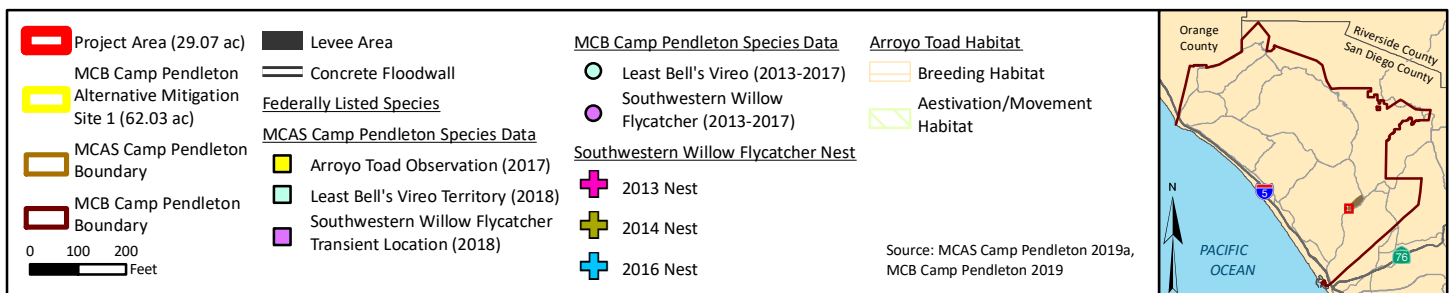 Project Area (29.07 ac)
MCB Camp Pendleton
Alternative Mitigation
Site 1 (62.03 ac)
MCAS Camp Pendleton
Boundary
MCB Camp Pendleton
Boundary
0 100 200
Feet
Levee Area
Concrete Floodwall
Federally Listed Species
MCAS Camp Pendleton Species Data
Arroyo Toad Observation (2017)
Least Bell's Vireo Territory (2018)
Southwestern Willow Flycatcher
Transient Location (2018)
MCB Camp Pendleton Species Data
Least Bell's Vireo (2013-2017)
Southwestern Willow
Flycatcher (2013-2017)
Southwestern Willow Flycatcher Nest
2013 Nest
2014 Nest
2016 Nest
Arroyo Toad Habitat
Breeding Habitat
Aestivation/Movement
Habitat
Source: MCAS Camp Pendleton 2019a,
MCB Camp Pendleton 2019
Orange
County
Riverside County
San Diego County
N
5
76
PACIFIC
OCEAN